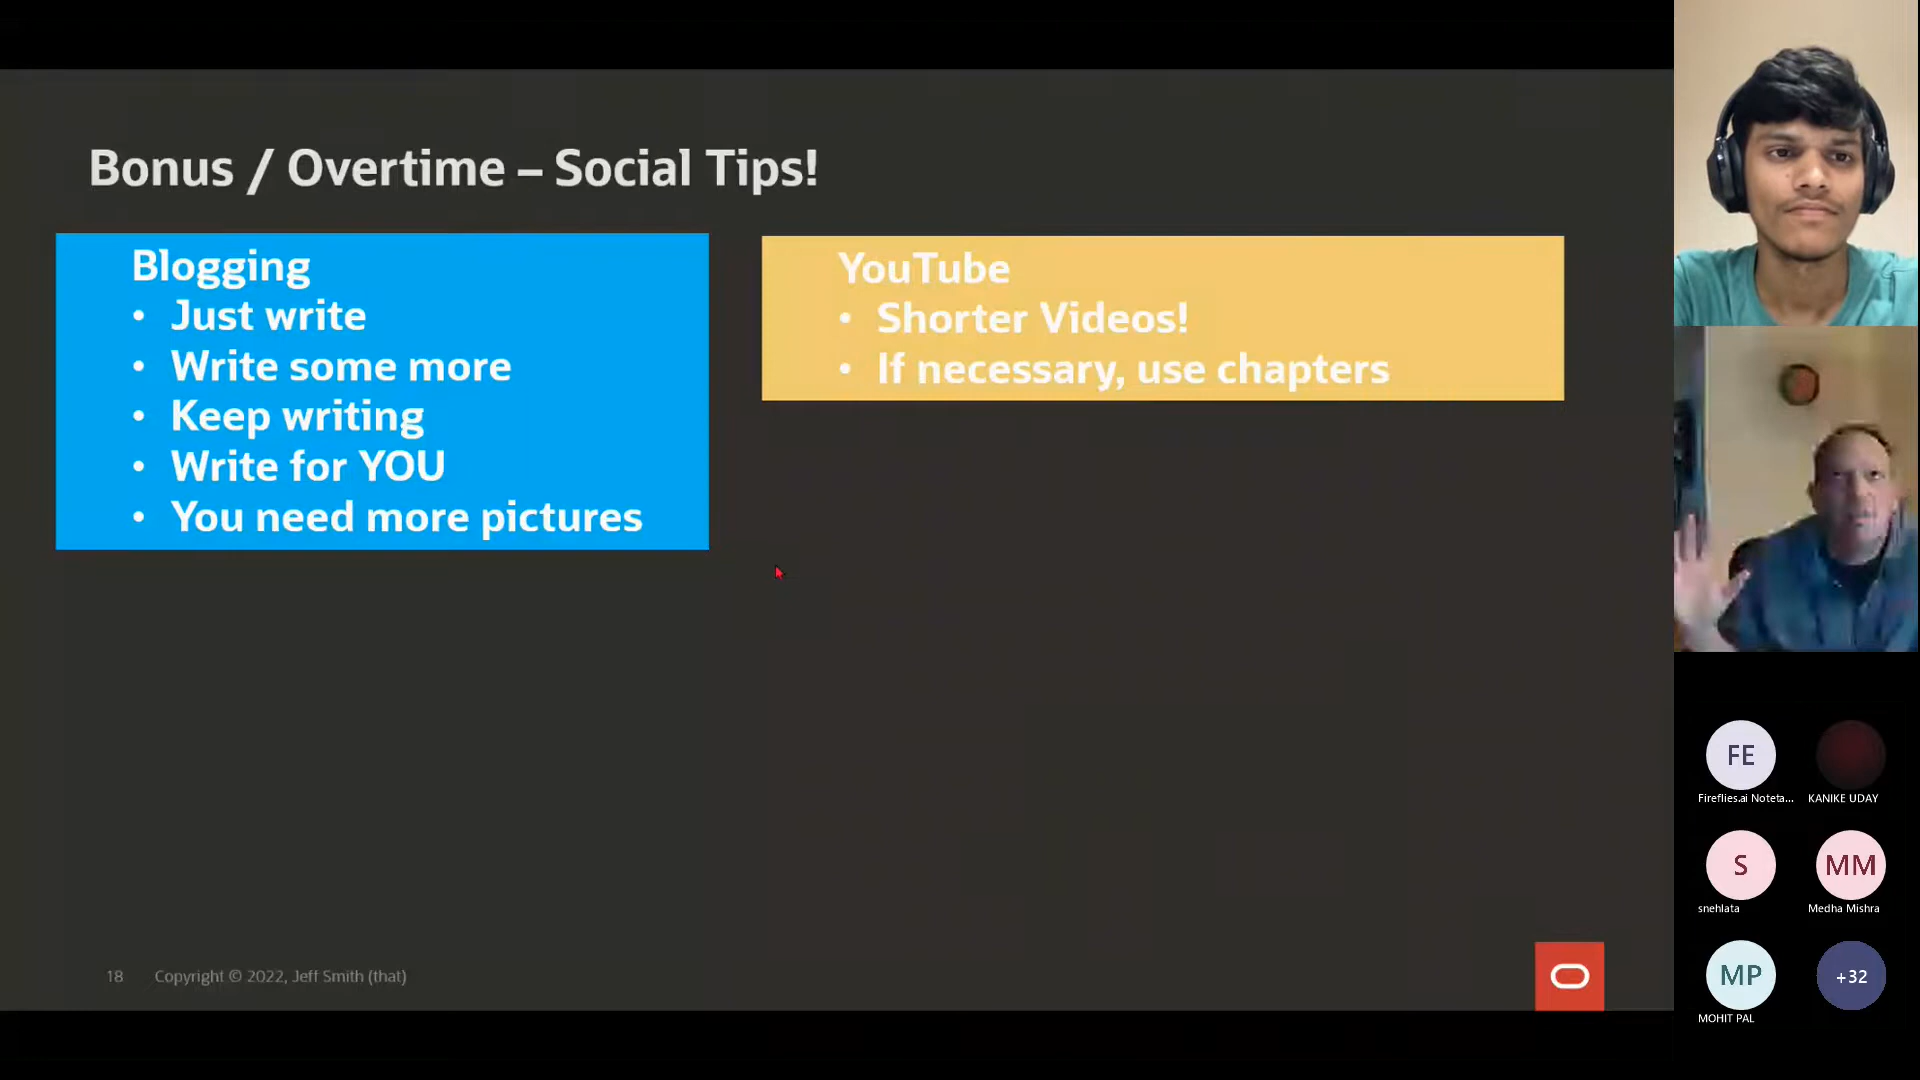 Bonus / Overtime – Social Tips!
Blogging
• Just write
• Write some more
• Keep writing
• Write for YOU
• You need more pictures
YouTube
• Shorter Videos!
• If necessary, use chapters
18 Copyright © 2022, Jeff Smith (that)
FE
Fireflies.ai Noteta...
KANIKE UDAY
S
snehlata
MM
Medha Mishra
MP
MOHIT PAL
+32